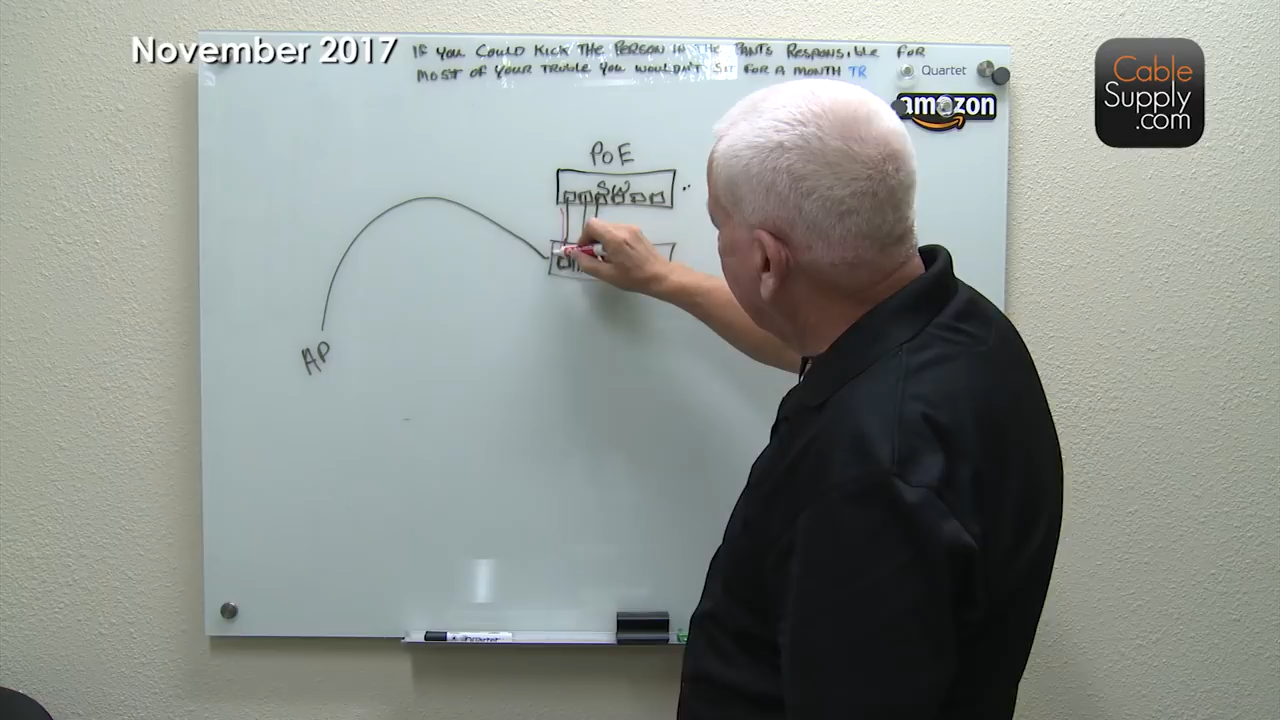 November 2017
IF YOU COULD KICK THE PERSON IN THE PANTS RESPONSIBLE FOR
MOST OF YOUR TROUBLE YOU WOULDN'T SIT FOR A MONTH TR
Quartet
amazon
Cable
Supply
.com
POE
SW
AP
Quartet